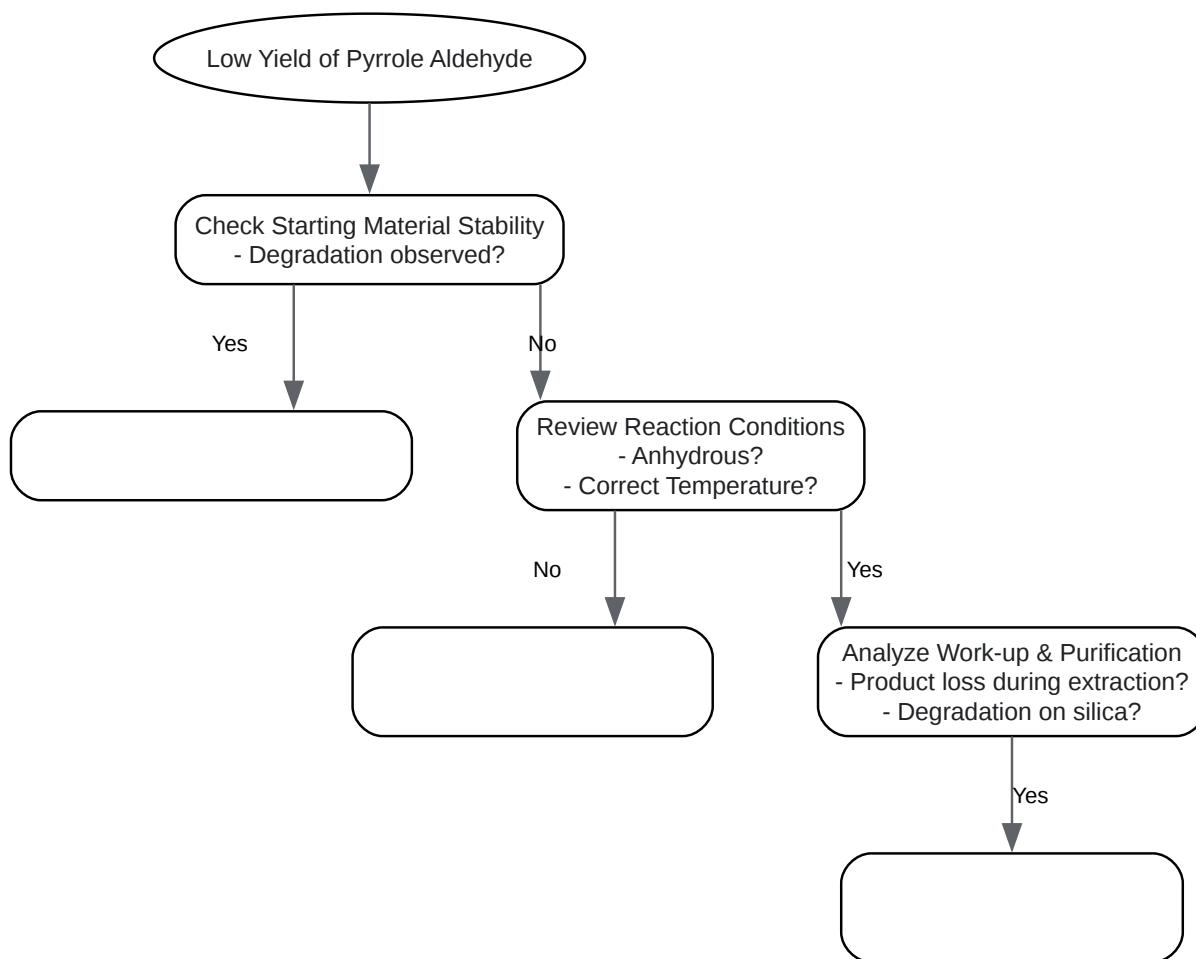 Low Yield of Pyrrole Aldehyde
Check Starting Material Stability
- Degradation observed?
Yes
No
Review Reaction Conditions
- Anhydrous?
- Correct Temperature?
No
Yes
Analyze Work-up & Purification
- Product loss during extraction?
- Degradation on silica?
Yes